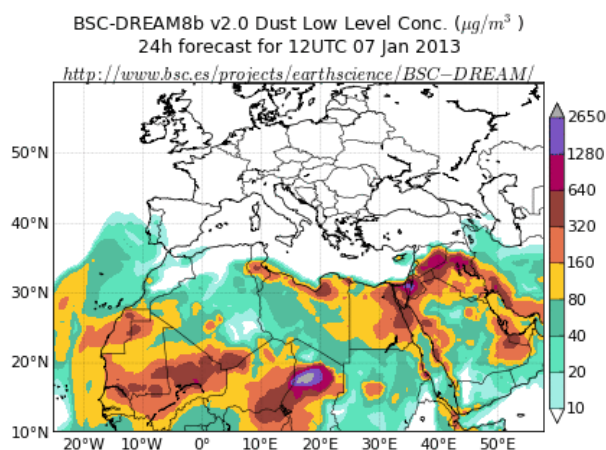 BSC-DREAM8b v2.0 Dust Low Level Conc. (μg/m³ )
24h forecast for 12UTC 07 Jan 2013
http://www.bsc.es/projects/earthscience/BSC−DREAM/
2650
1280
640
320
160
80
40
20
10
50°N
40°N
30°N
20°N
10°N
20°W 10°W 0° 10°E 20°E 30°E 40°E 50°E